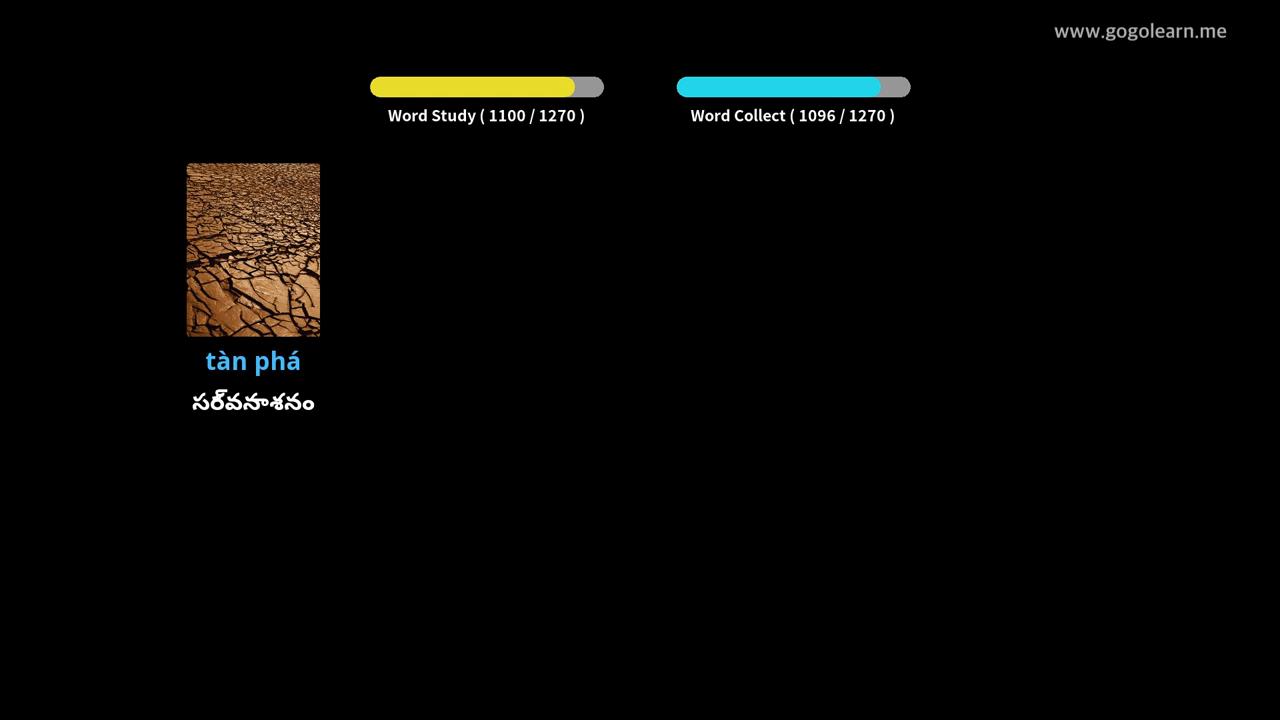 www.gogolearn.me
Word Study ( 1100 / 1270 )
Word Collect ( 1096 / 1270 )
tàn phá
సర్‌వనాశనం